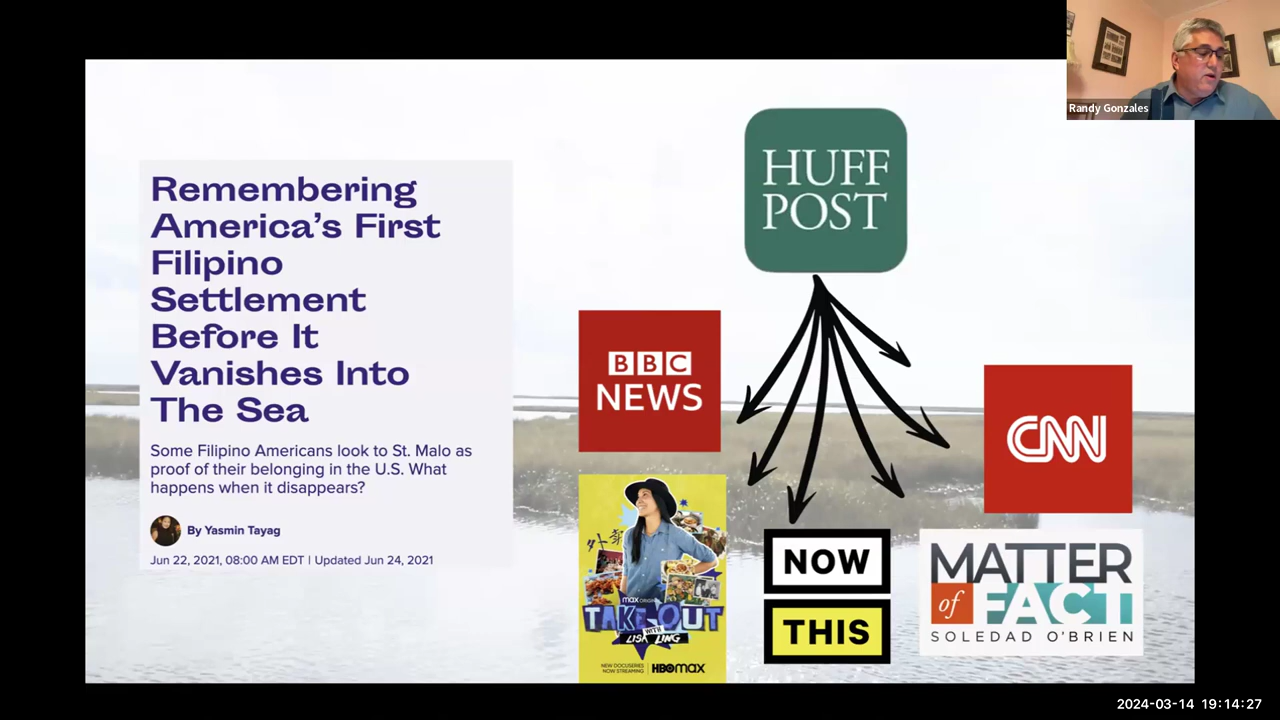 Randy Gonzales
Remembering
America's First
Filipino
Settlement
Before It
Vanishes Into
The Sea
Some Filipino Americans look to St. Malo as
proof of their belonging in the U.S. What
happens when it disappears?
By Yasmin Tayag
Jun 22, 2021, 08:00 AM EDT | Updated Jun 24, 2021
HUFF
POST
BBC
NEWS
CNN
max ORIGINAL
TAKE OUT
WITH
LISA LING
NEW DOCUSERIES
NOW STREAMING
HBOmax
NOW
THIS
MATTER
of FACT
SOLEDAD O'BRIEN
2024-03-14 19:14:27